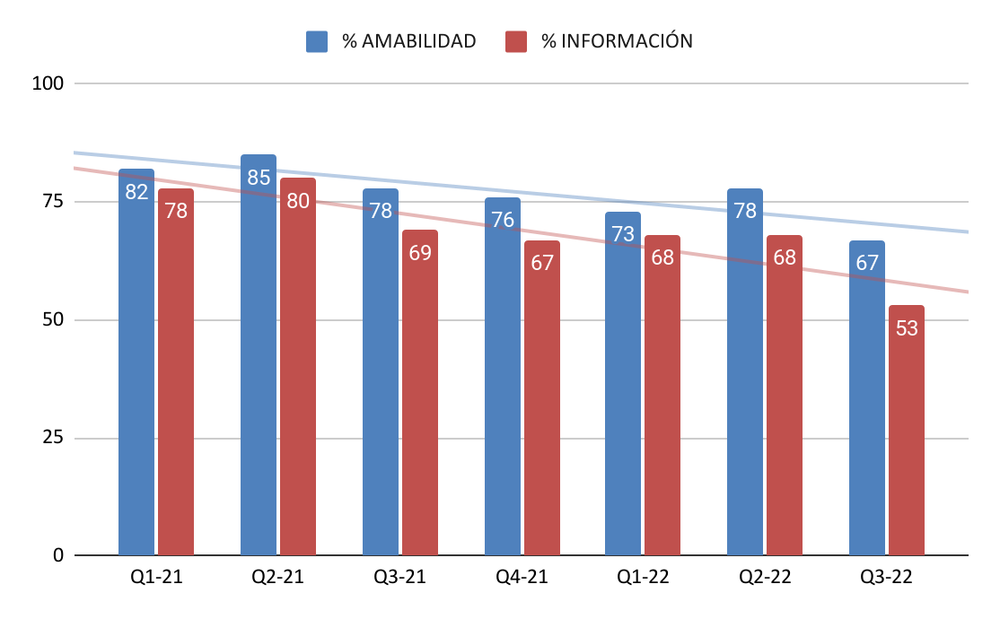 % AMABILIDAD % INFORMACIÓN
100
75
50
25
0
82 78 85 80 78 69 76 67 73 68 78 68 67 53
Q1-21 Q2-21 Q3-21 Q4-21 Q1-22 Q2-22 Q3-22